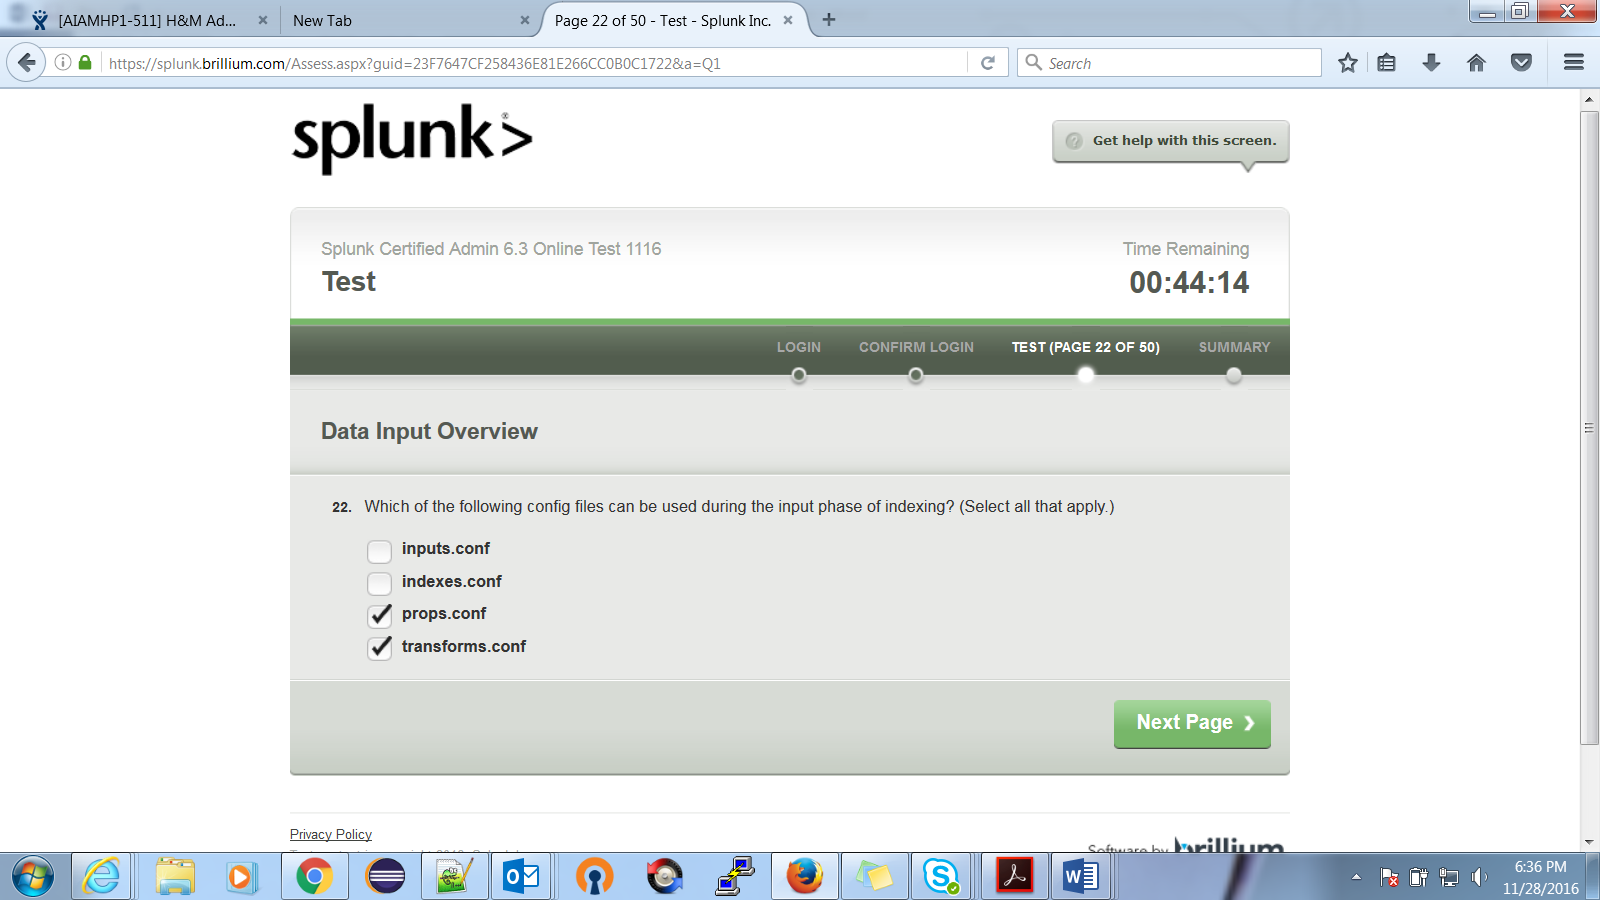 [AIAMHP1-511] H&M Ad...
New Tab
Page 22 of 50 - Test - Splunk Inc.
https://splunk.brillium.com/Assess.aspx?guid=23F7647CF258436E81E266CC0B0C1722&a=Q1
Search
splunk>
Get help with this screen.
Splunk Certified Admin 6.3 Online Test 1116
Time Remaining
Test
00:44:14
LOGIN
CONFIRM LOGIN
TEST (PAGE 22 OF 50)
SUMMARY
Data Input Overview
22. Which of the following config files can be used during the input phase of indexing? (Select all that apply.)
inputs.conf
indexes.conf
props.conf
transforms.conf
Next Page
Privacy Policy
Software by brillium
6:36 PM
11/28/2016